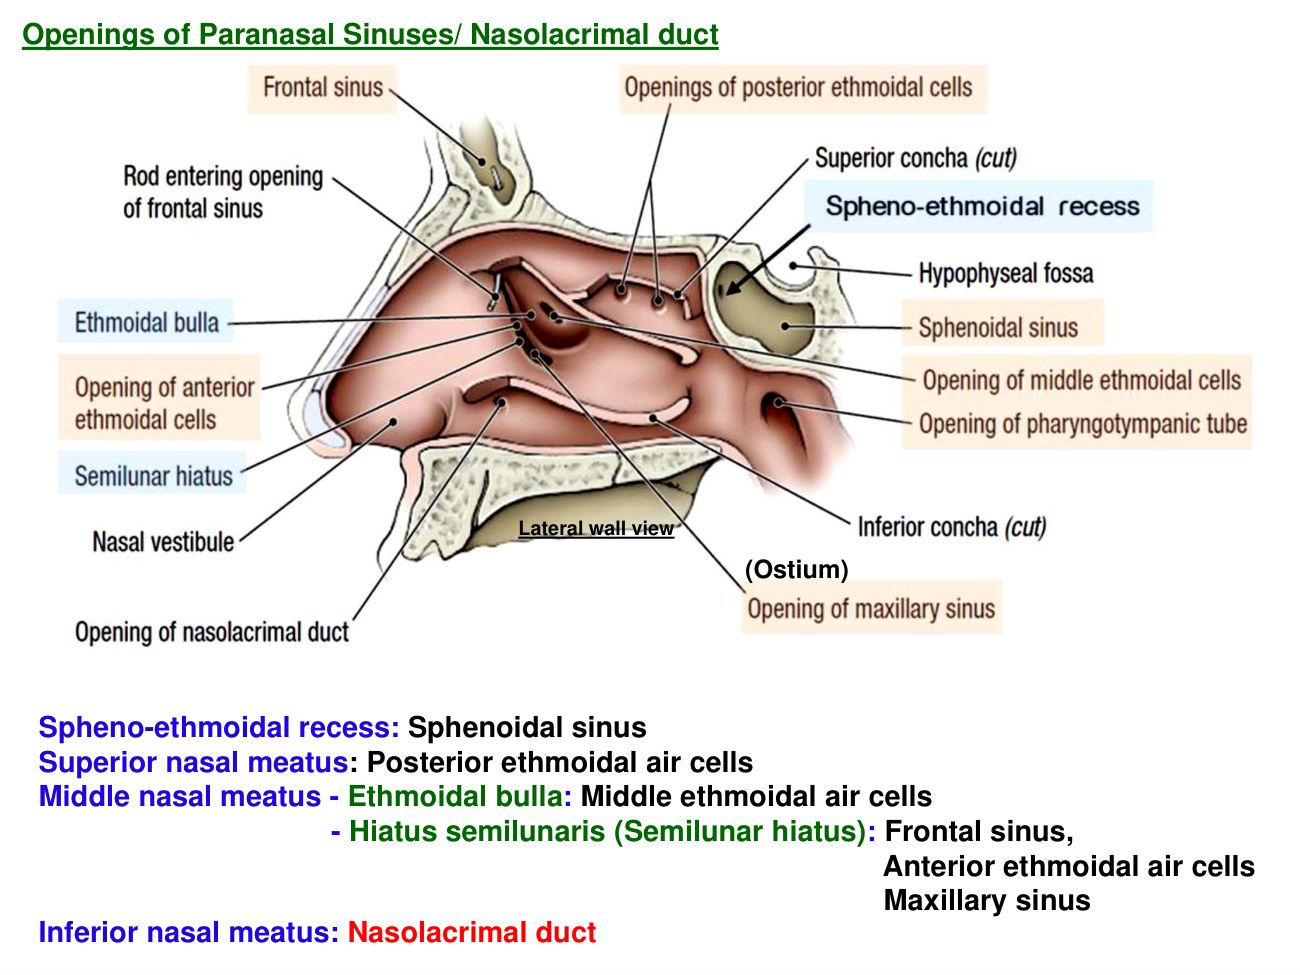 Openings of Paranasal Sinuses/ Nasolacrimal duct
Frontal sinus
Openings of posterior ethmoidal cells
Superior concha (cut)
Rod entering opening
of frontal sinus
Spheno-ethmoidal recess
Hypophyseal fossa
Ethmoidal bulla
Sphenoidal sinus
Opening of anterior
ethmoidal cells
Opening of middle ethmoidal cells
Opening of pharyngotympanic tube
Semilunar hiatus
Nasal vestibule
Lateral wall view
Inferior concha (cut)
(Ostium)
Opening of maxillary sinus
Opening of nasolacrimal duct
Spheno-ethmoidal recess: Sphenoidal sinus
Superior nasal meatus: Posterior ethmoidal air cells
Middle nasal meatus - Ethmoidal bulla: Middle ethmoidal air cells
- Hiatus semilunaris (Semilunar hiatus): Frontal sinus,
Anterior ethmoidal air cells
Maxillary sinus
Inferior nasal meatus: Nasolacrimal duct